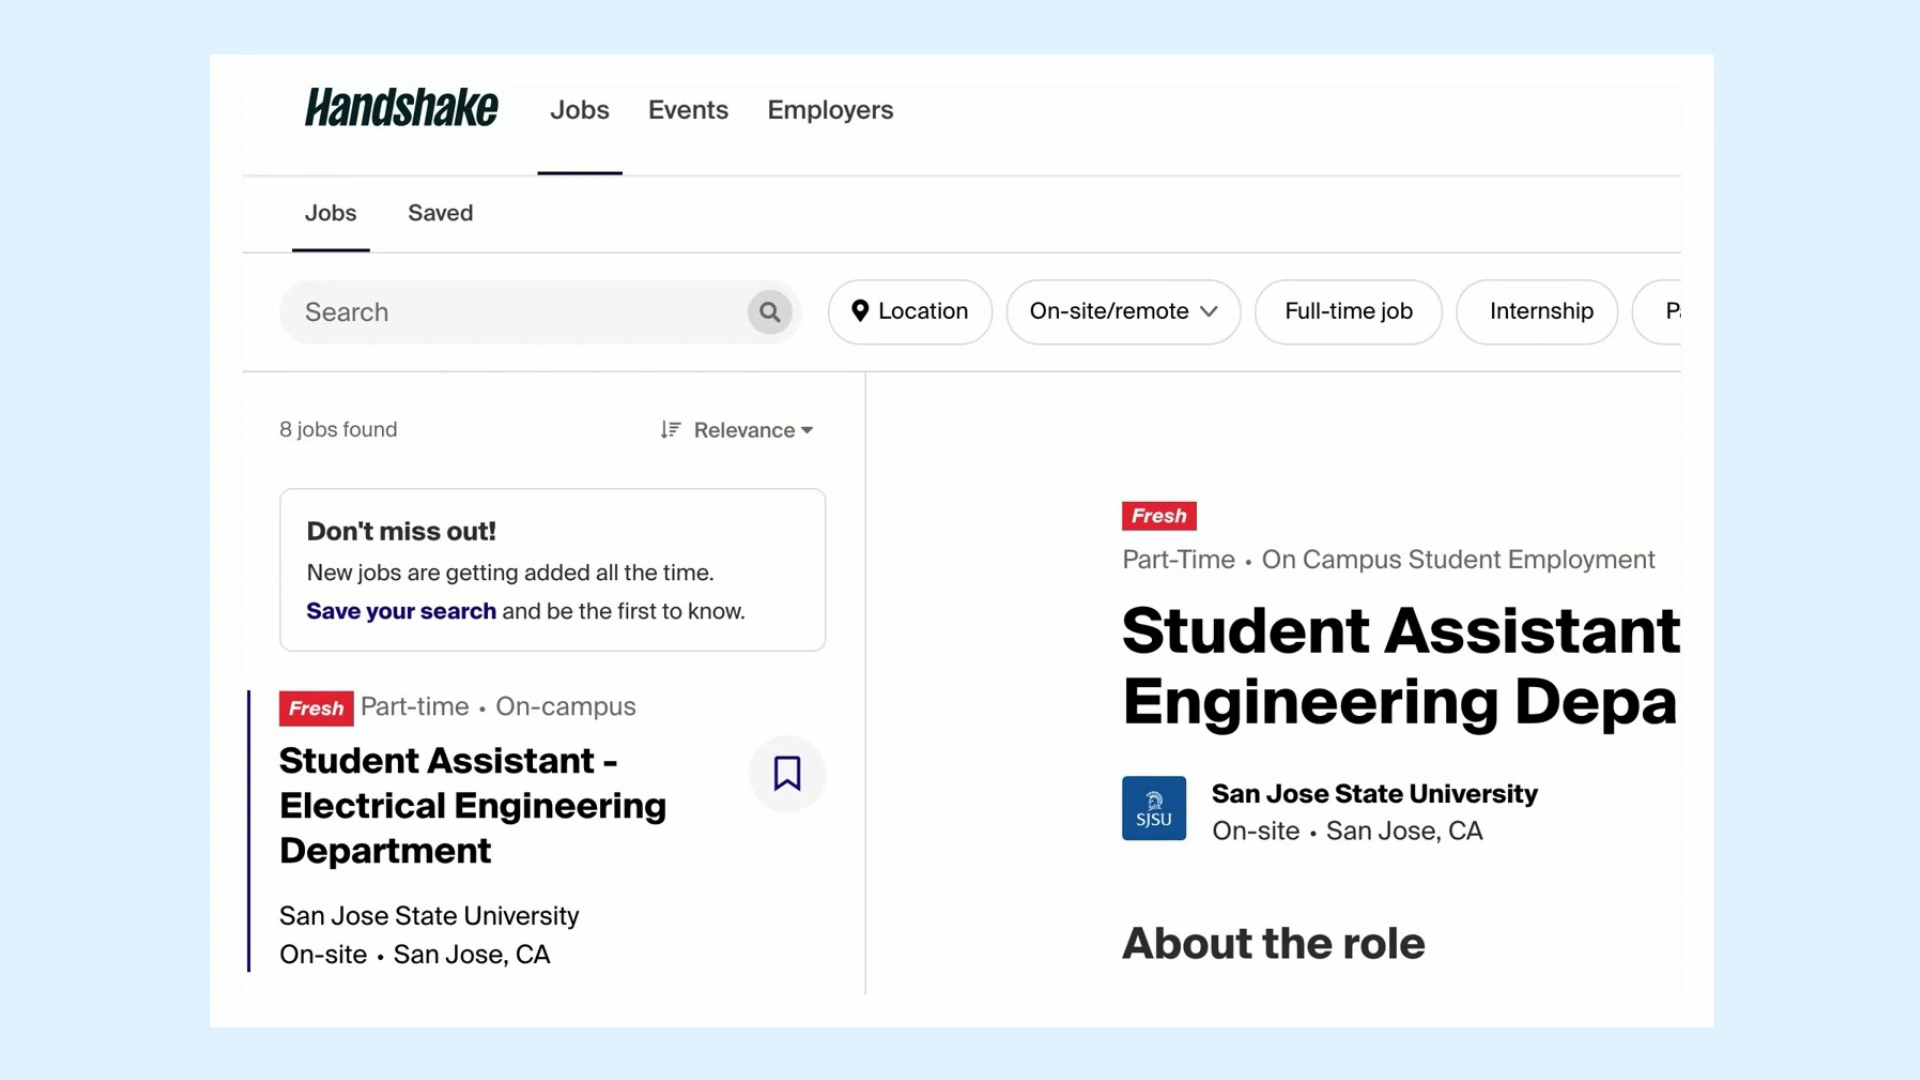 Handshake Jobs Events Employers
Jobs Saved
Search Location On-site/remote Full-time job Internship
8 jobs found Relevance
Don't miss out!
New jobs are getting added all the time.
Save your search and be the first to know.
Fresh Part-time • On-campus
Student Assistant -
Electrical Engineering
Department
San Jose State University
On-site • San Jose, CA
Fresh
Part-Time • On Campus Student Employment
Student Assistant
Engineering Depa
SJSU
San Jose State University
On-site • San Jose, CA
About the role